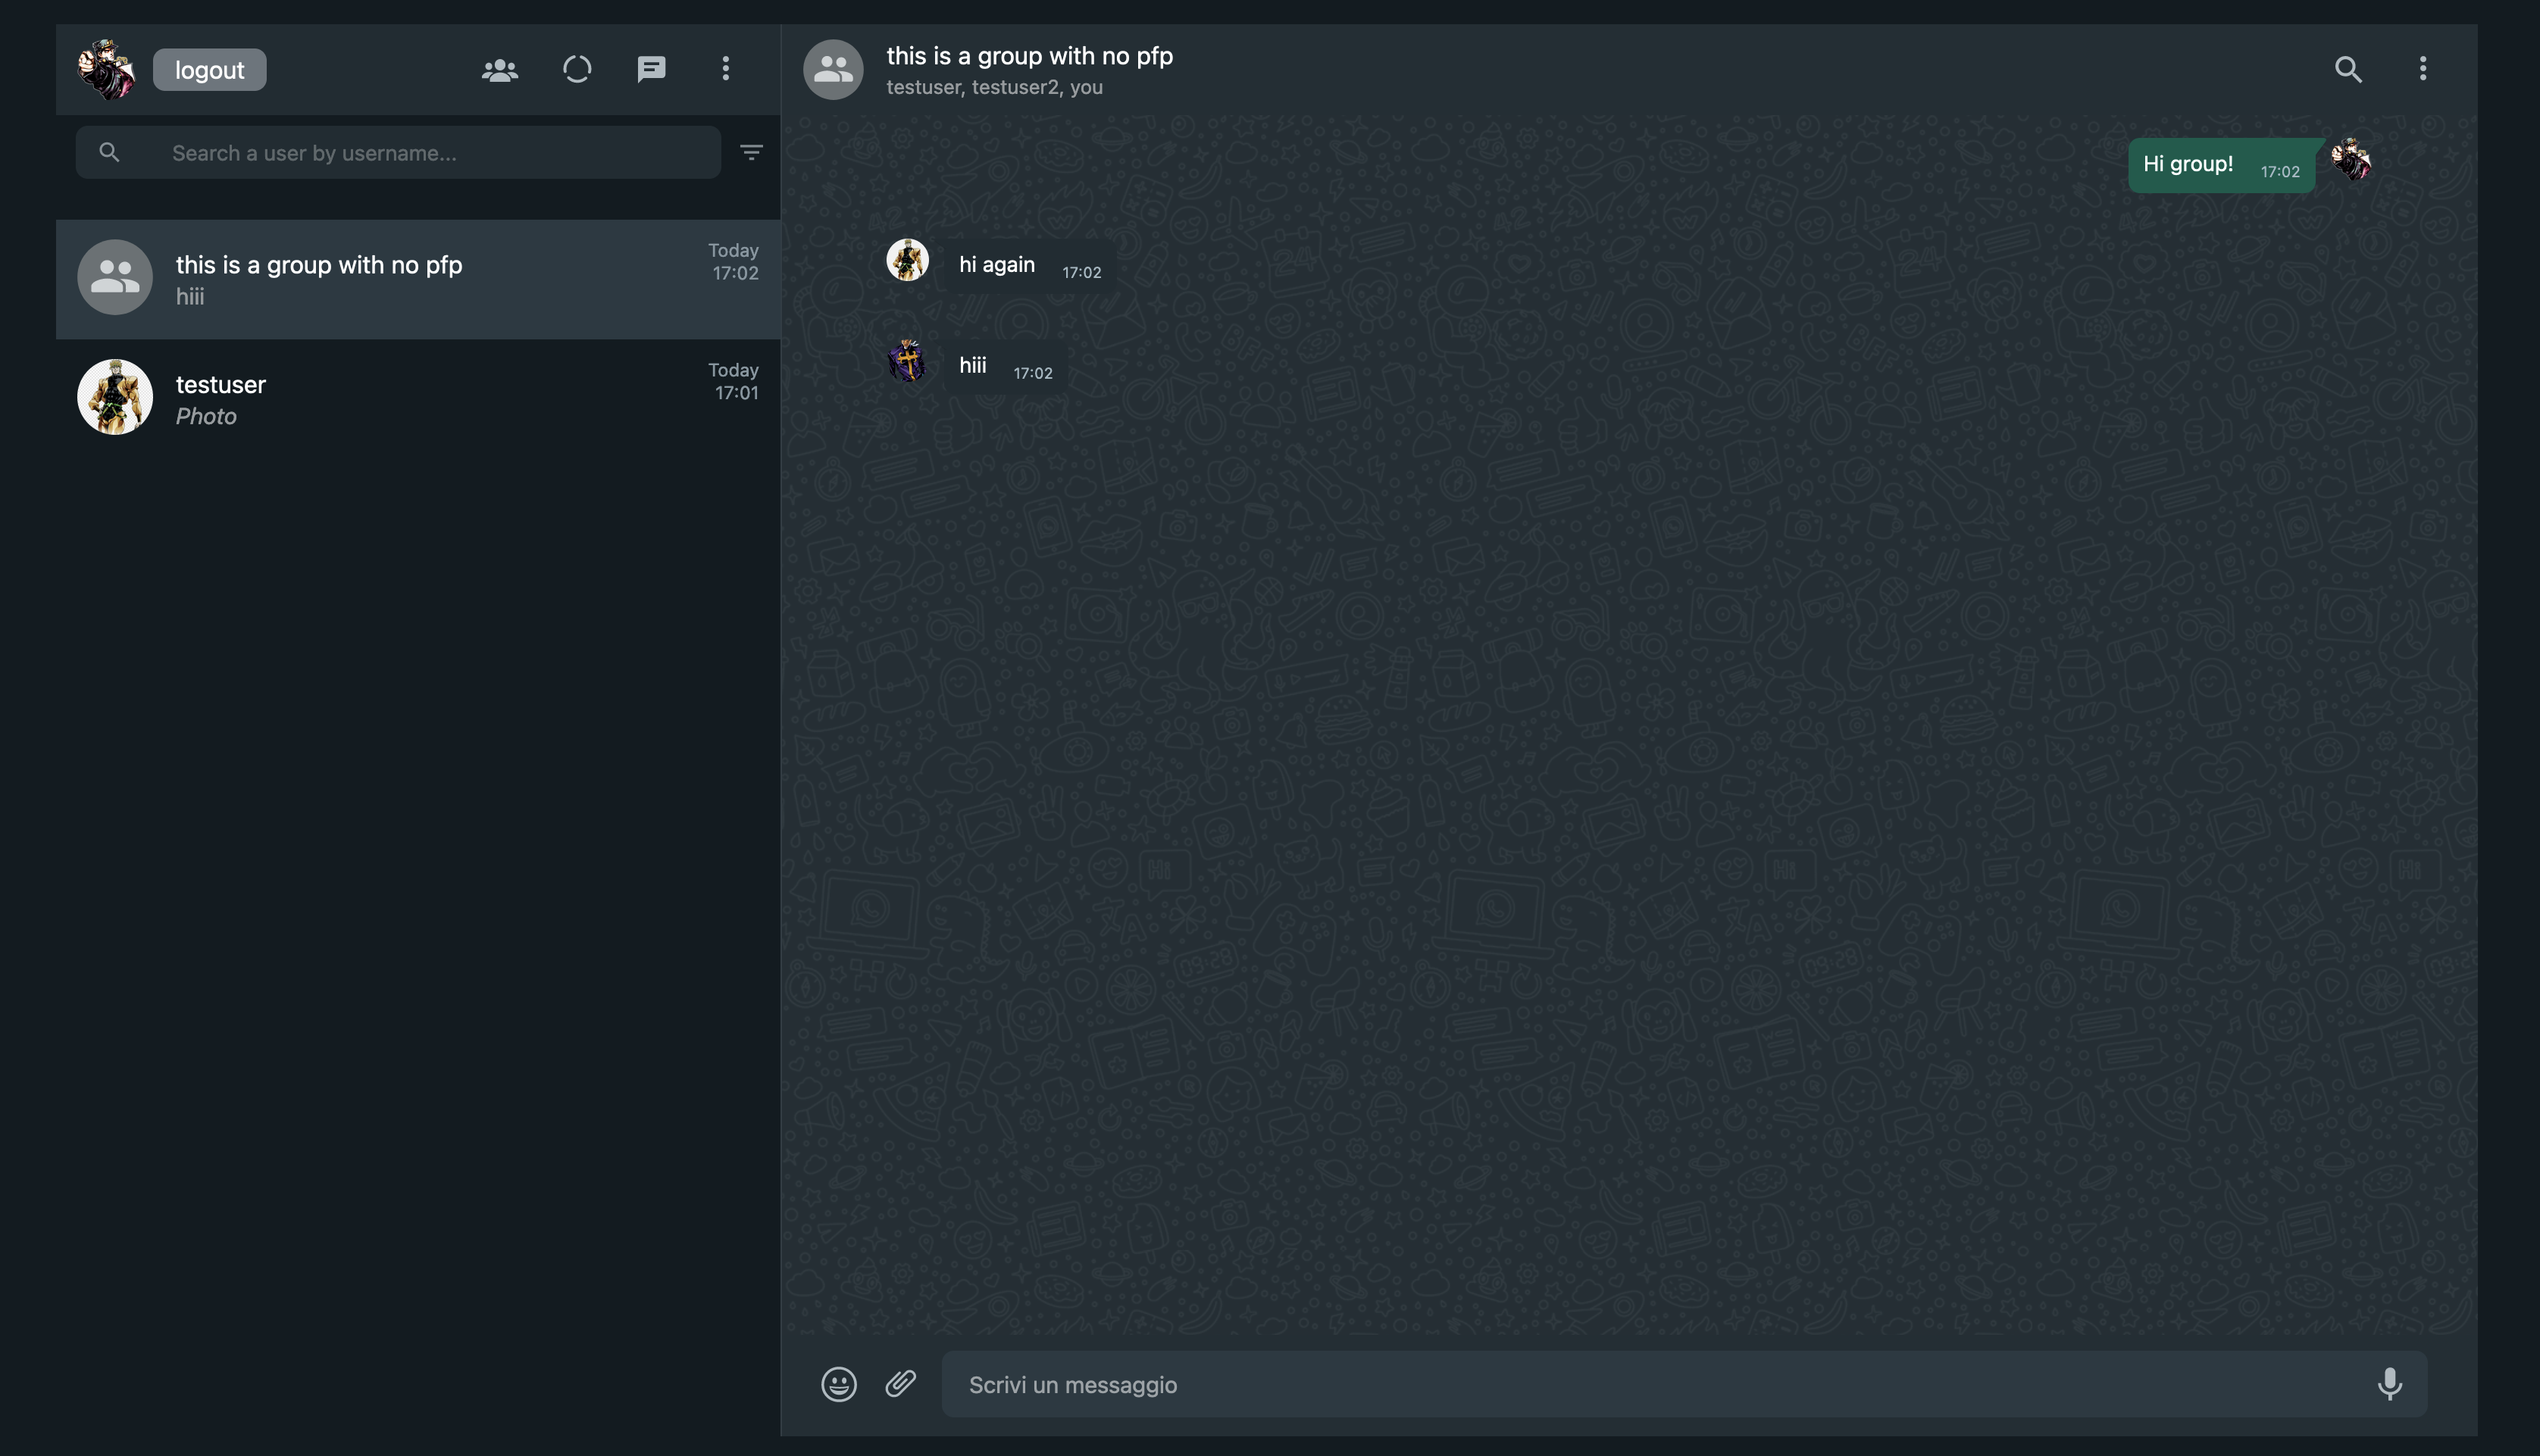 logout
Search a user by username...
this is a group with no pfp
Today
17:02
hiii
testuser
Today
17:01
Photo
this is a group with no pfp
testuser, testuser2, you
Hi group! 17:02
hi again 17:02
hiii 17:02
Scrivi un messaggio